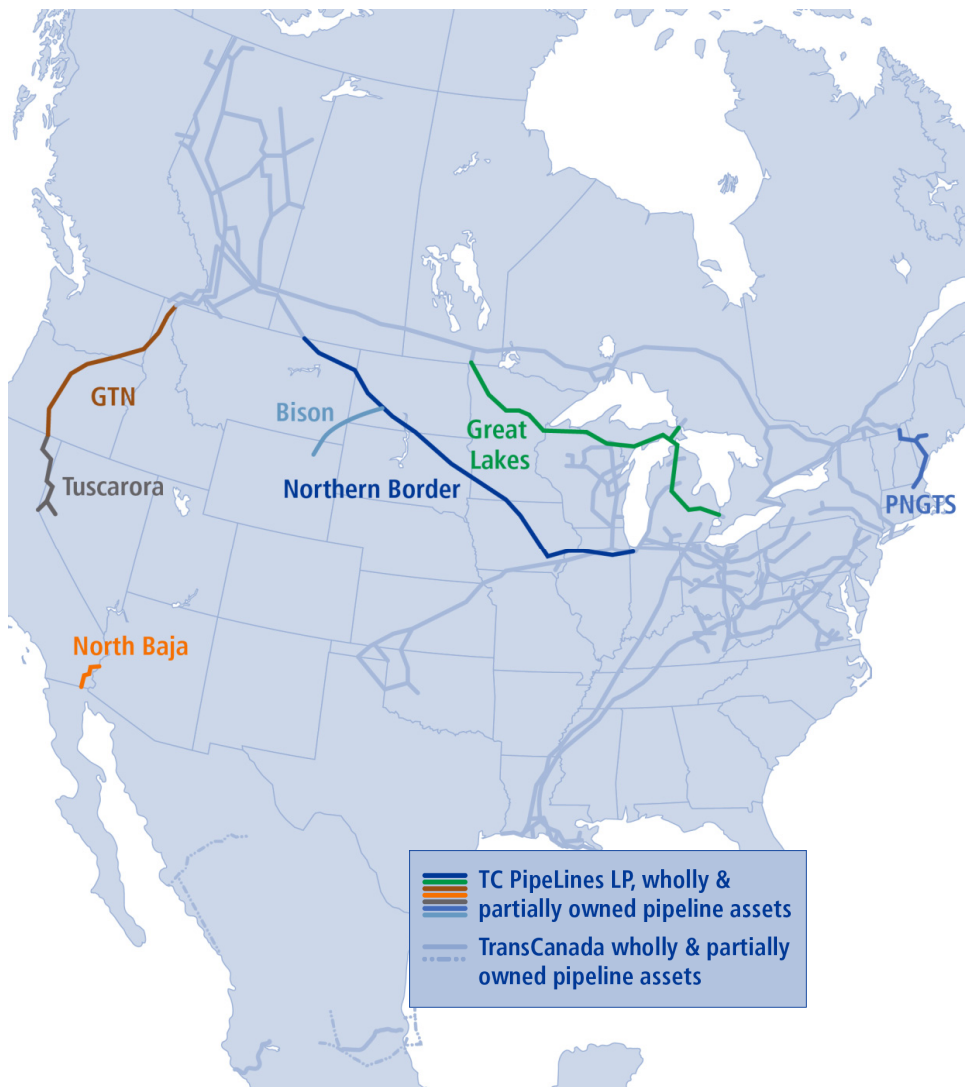 GTN
Bison
Great
Lakes
Tuscarora
Northern Border
PNGTS
North Baja
TC PipeLines LP, wholly &
partially owned pipeline assets
TransCanada wholly & partially
owned pipeline assets